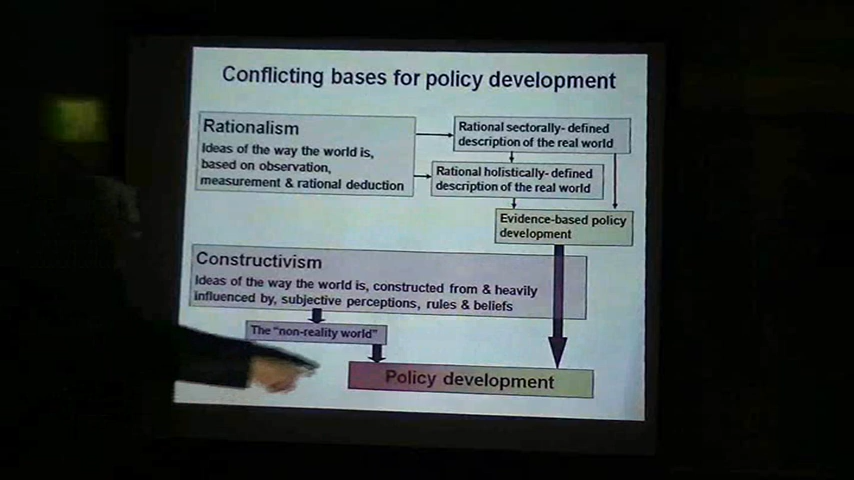 Conflicting bases for policy development
Rationalism
Ideas of the way the world is,
based on observation,
measurement & rational deduction
Rational sectorally- defined
description of the real world
Rational holistically-defined
description of the real world
Evidence-based policy
development
Constructivism
Ideas of the way the world is, constructed from & heavily
influenced by, subjective perceptions, rules & beliefs
The “non-reality world”
Policy development